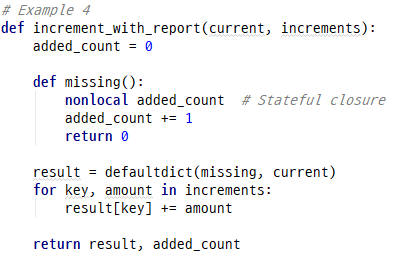 # Example 4
def increment_with_report(current, increments):
    added_count = 0
    def missing():
        nonlocal added_count  # Stateful closure
        added_count += 1
        return 0
    result = defaultdict(missing, current)
    for key, amount in increments:
        result[key] += amount
    return result, added_count